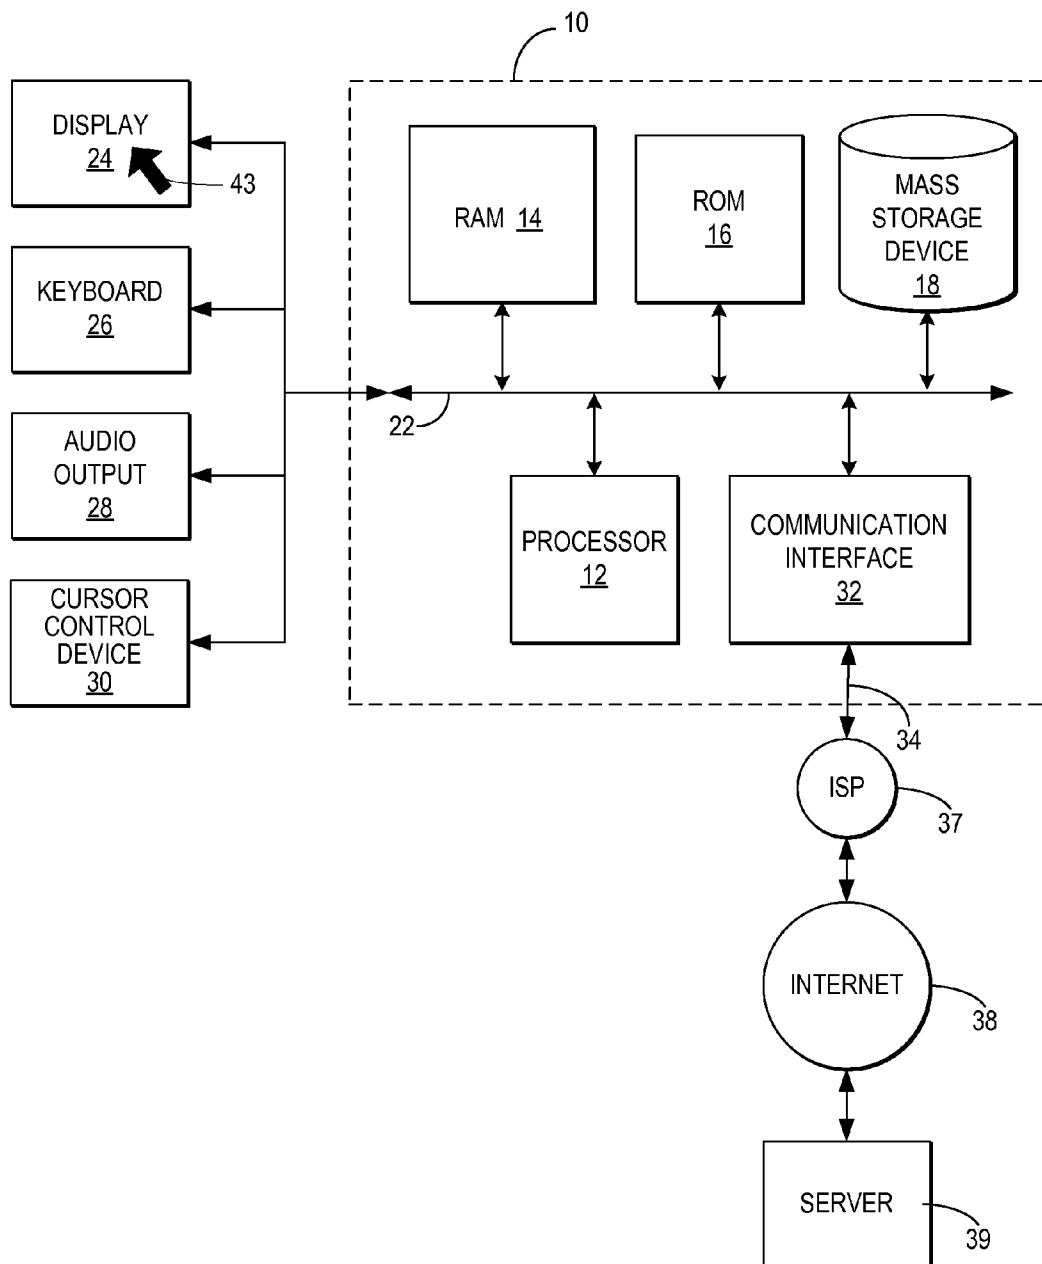 10
DISPLAY
24
43
KEYBOARD
26
AUDIO
OUTPUT
28
CURSOR
CONTROL
DEVICE
30
RAM 14
ROM
16
MASS
STORAGE
DEVICE
18
22
PROCESSOR
12
COMMUNICATION
INTERFACE
32
34
ISP
37
INTERNET
38
SERVER
39